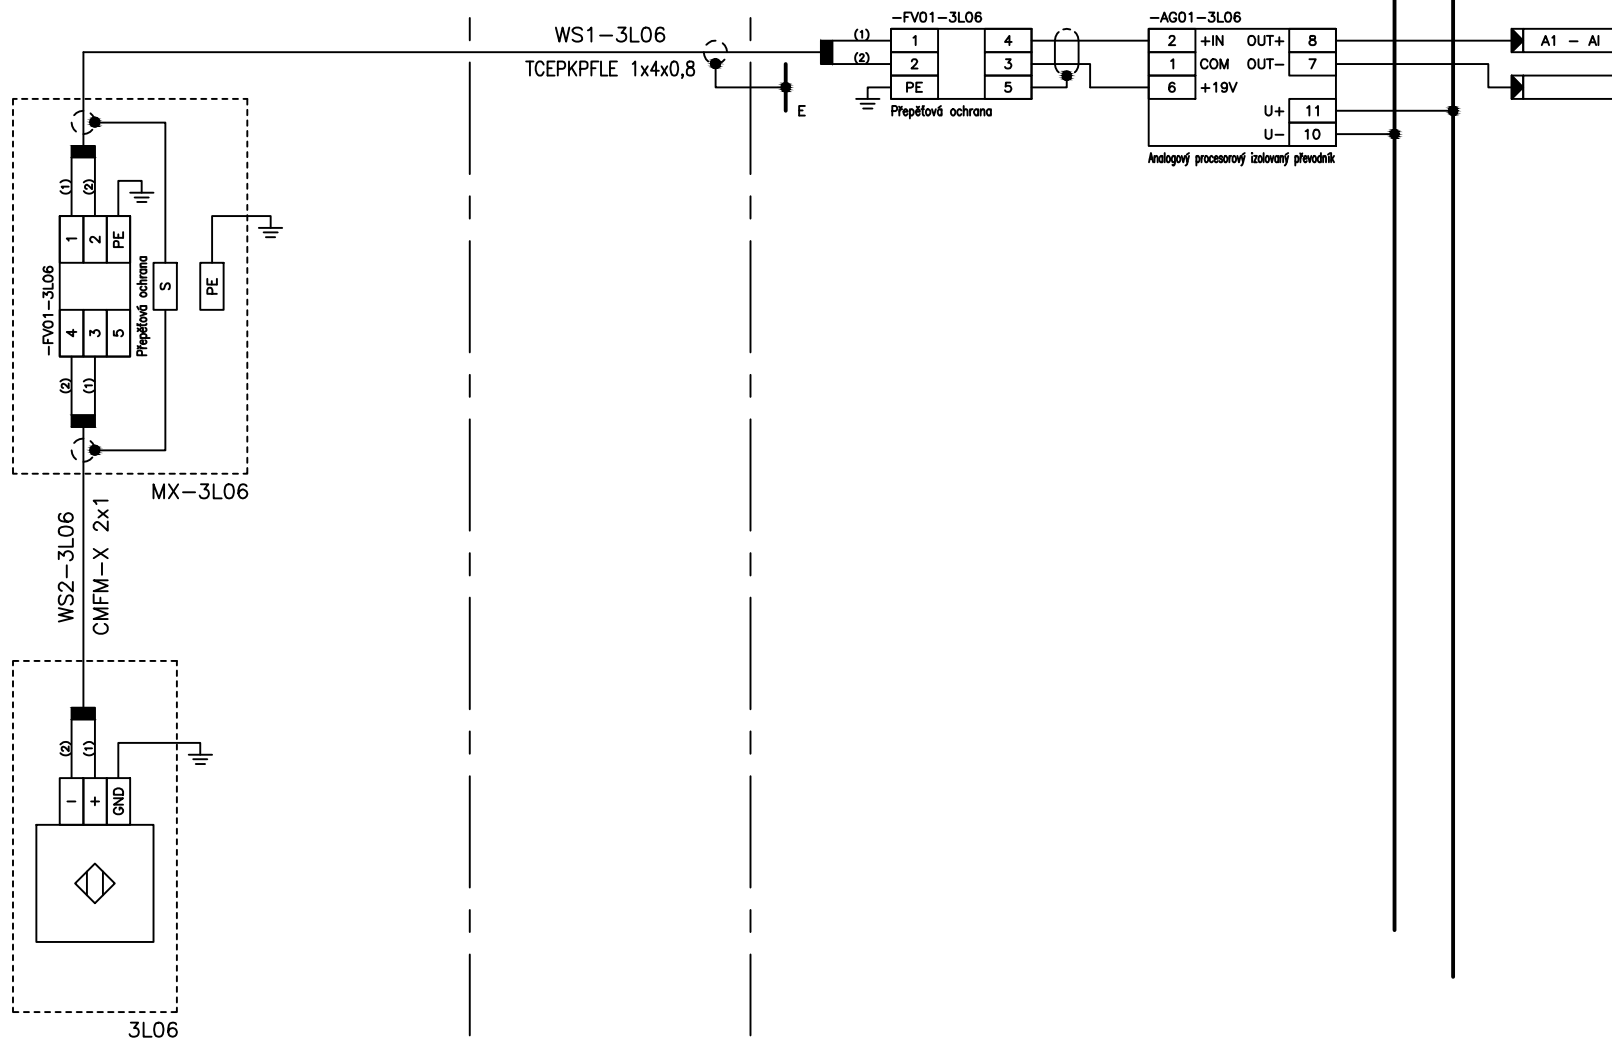 -FV01-3L06
-AG01-3L06
WS1-3L06
TCEPKPFLE 1x4x0,8
(1)
(2)
1
2
PE
4
3
5
Přepěťová ochrana
E
2 +IN OUT+ 8
1 COM OUT- 7
6 +19V
U+ 11
U- 10
Analogový procesorový izolovaný převodník
A1 - AI
(1)
(2)
1
2
PE
-FV01-3L06
Přepěťová ochrana
S
PE
4
3
5
(2)
(1)
MX-3L06
WS2-3L06
CMFM-X 2x1
(2)
(1)
-
+
GND
3L06